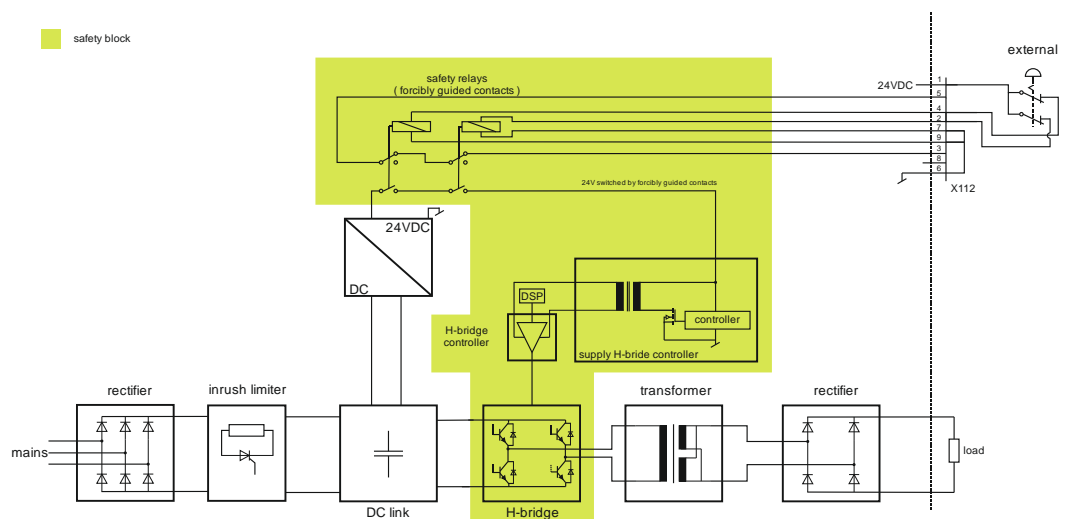 safety block
external
safety relays
( forcibly guided contacts )
24VDC
1
5
4
2
7
9
3
8
6
X112
24V switched by forcibly guided contacts
24VDC
DC
DSP
H-bridge
controller
controller
supply H-bride controller
rectifier
inrush limiter
transformer
rectifier
mains
load
DC link
H-bridge